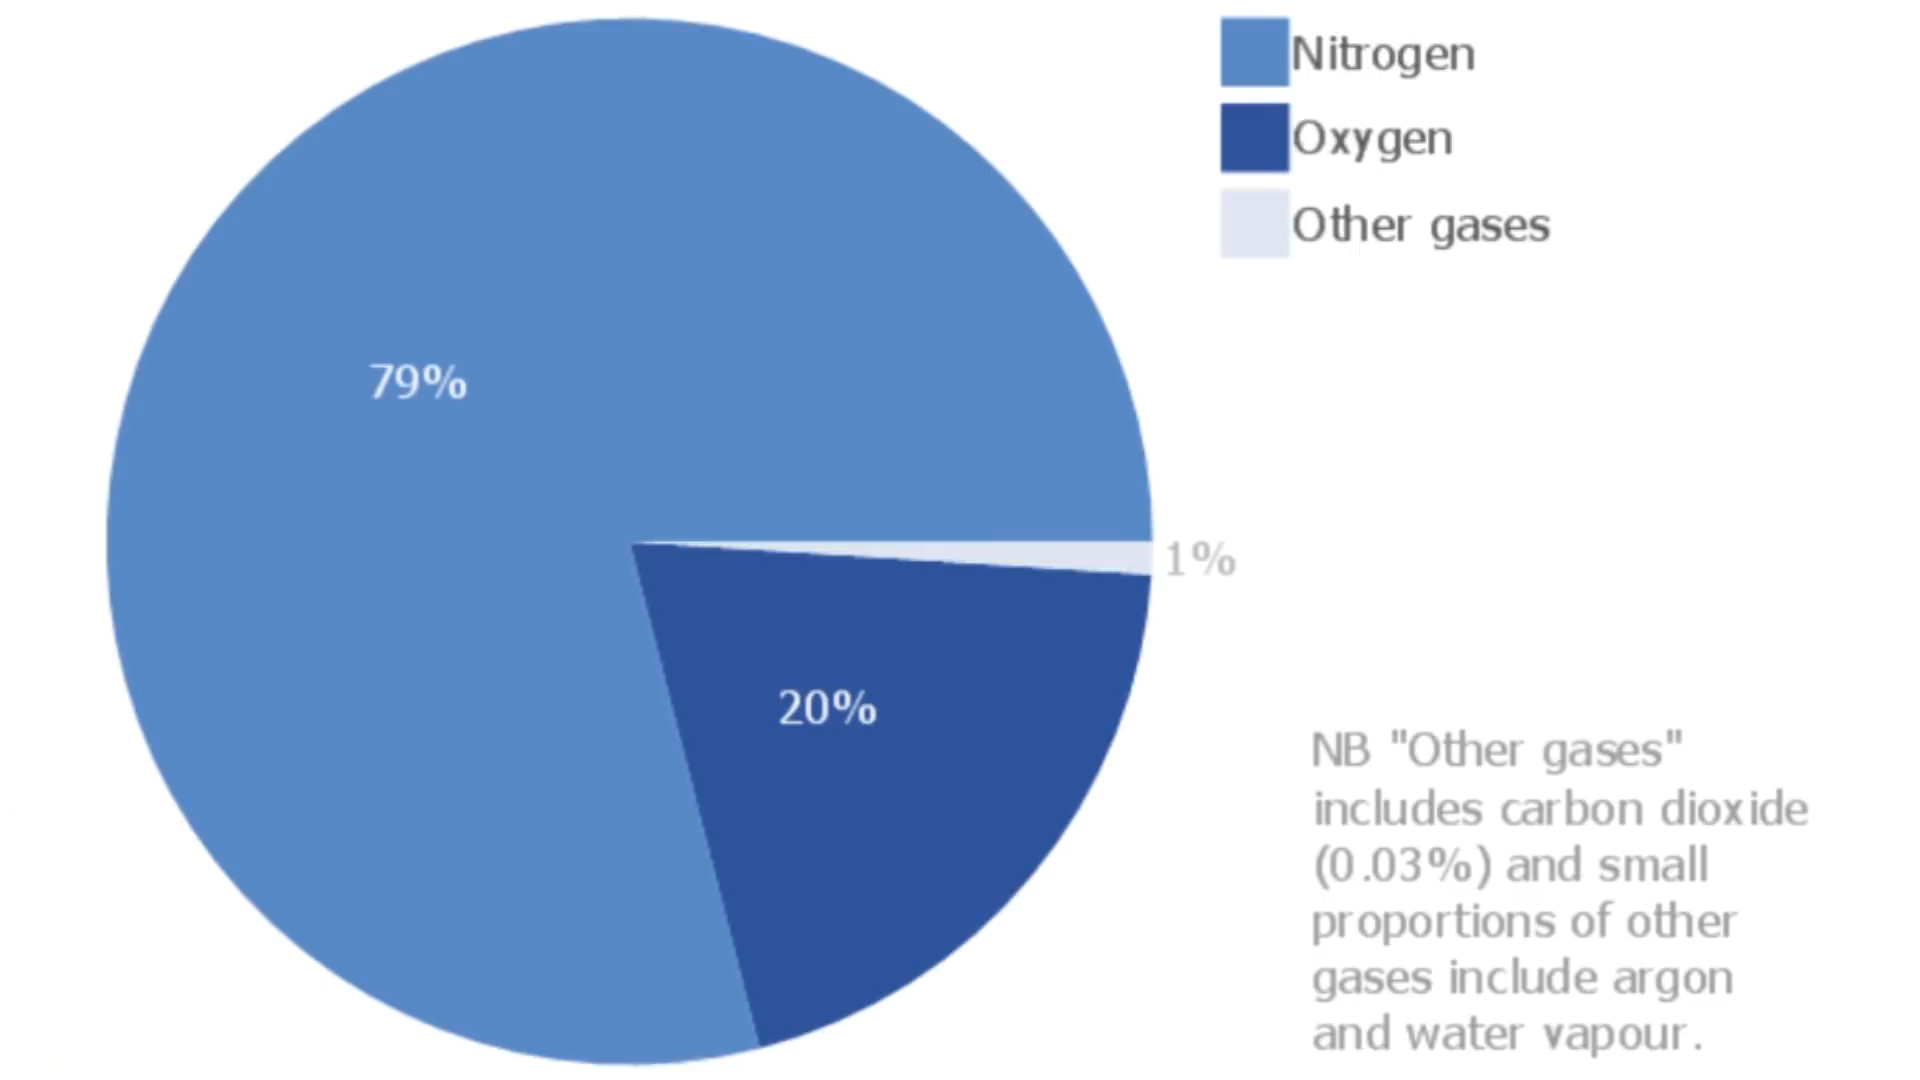 Nitrogen
Oxygen
Other gases
79%
1%
20%
NB "Other gases"
includes carbon dioxide
(0.03%) and small
proportions of other
gases include argon
and water vapour.